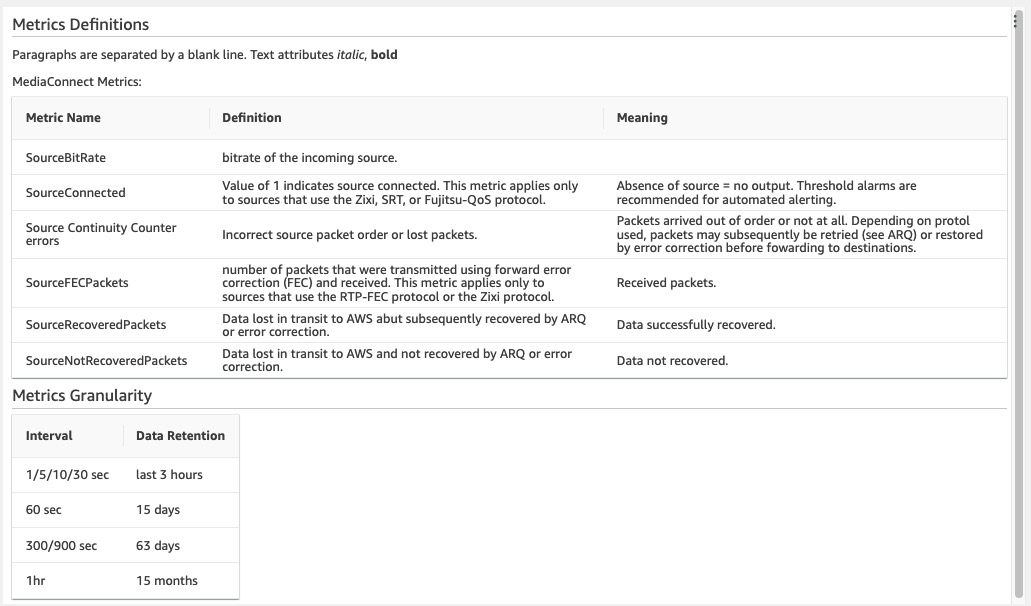 Metrics Definitions
Paragraphs are separated by a blank line. Text attributes italic, bold
MediaConnect Metrics:
Metric Name Definition Meaning
SourceBitRate bitrate of the incoming source.
SourceConnected
Value of 1 indicates source connected. This metric applies only
to sources that use the Zixi, SRT, or Fujitsu-QoS protocol.
Absence of source = no output. Threshold alarms are
recommended for automated alerting.
Source Continuity Counter
errors
Incorrect source packet order or lost packets.
Packets arrived out of order or not at all. Depending on protol
used, packets may subsequently be retried (see ARQ) or restored
by error correction before fowarding to destinations.
SourceFECPackets
number of packets that were transmitted using forward error
correction (FEC) and received. This metric applies only to
sources that use the RTP-FEC protocol or the Zixi protocol.
Received packets.
SourceRecoveredPackets
Data lost in transit to AWS abut subsequently recovered by ARQ
or error correction.
Data successfully recovered.
SourceNotRecoveredPackets
Data lost in transit to AWS and not recovered by ARQ or error
correction.
Data not recovered.
Metrics Granularity
Interval Data Retention
1/5/10/30 sec last 3 hours
60 sec 15 days
300/900 sec 63 days
1hr 15 months